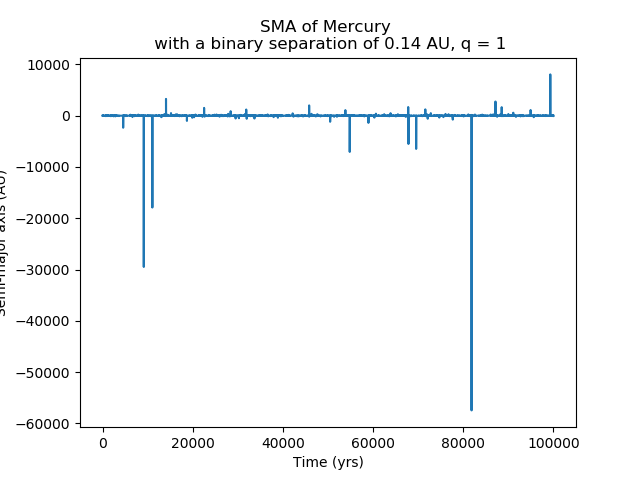 SMA of Mercury
with a binary separation of 0.14 AU, q = 1
10000
0
−10000
−20000
−30000
−40000
−50000
−60000
Semi-major axis (AU)
0 20000 40000 60000 80000 100000
Time (yrs)